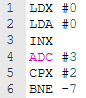 1 LDX #0
2 LDA #0
3 INX
4 ADC #3
5 CPX #2
6 BNE -7